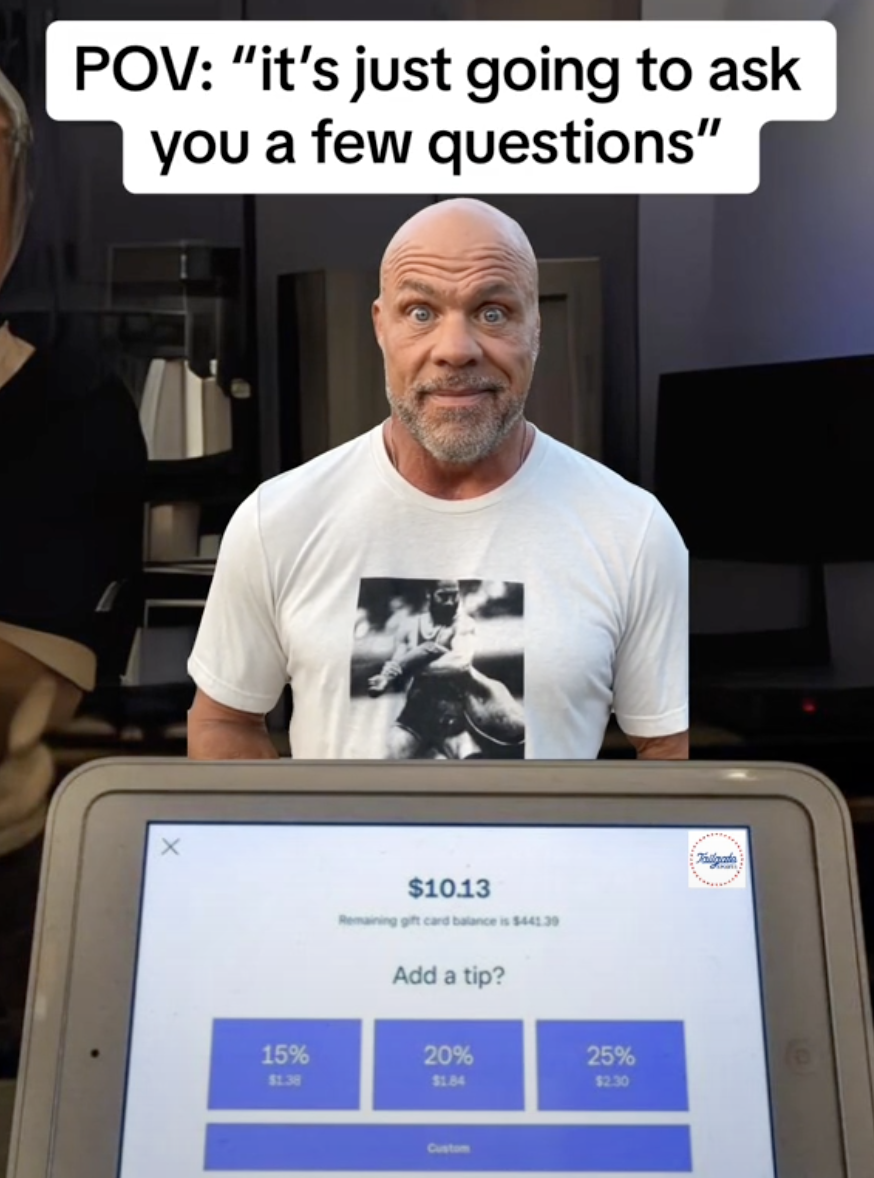 POV: “it’s just going to ask
you a few questions”
$10.13
Remaining gift card balance is $441.39
Add a tip?
15%
$1.38
20%
$1.84
25%
$2.30
Custom
Tailgate